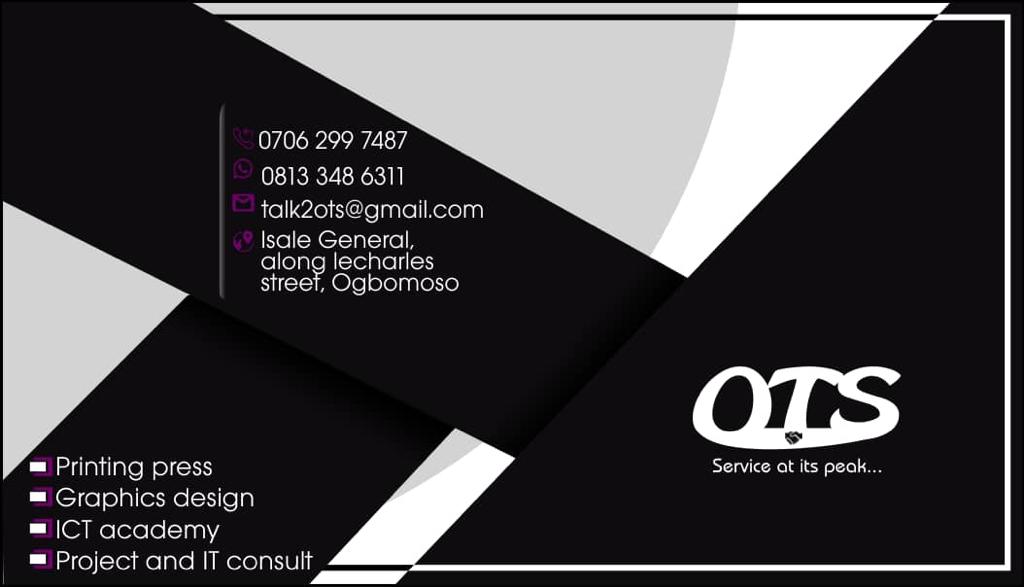 0706 299 7487
0813 348 6311
talk2ots@gmail.com
Isale General,
along lecharles
street, Ogbomoso
OTS
Service at its peak...
Printing press
Graphics design
ICT academy
Project and IT consult